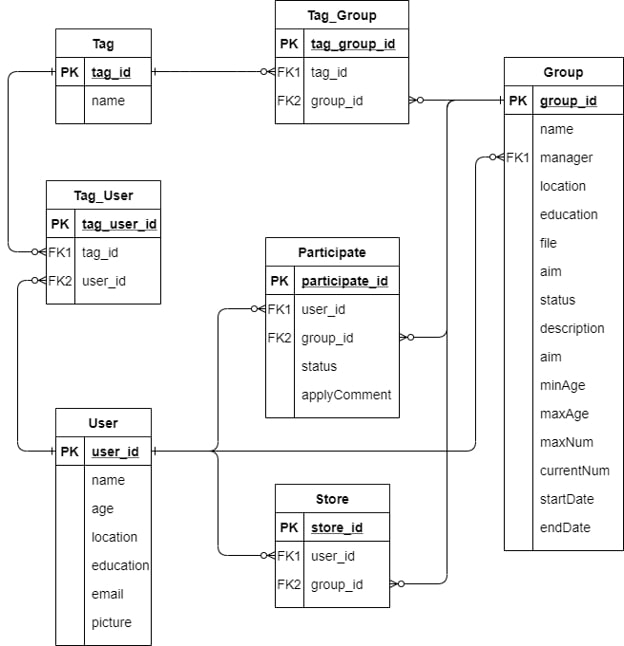 Tag
PK tag_id
name
Tag_Group
PK tag_group_id
FK1 tag_id
FK2 group_id
Group
PK group_id
name
FK1 manager
location
education
file
aim
status
description
aim
minAge
maxAge
maxNum
currentNum
startDate
endDate
Tag_User
PK tag_user_id
FK1 tag_id
FK2 user_id
Participate
PK participate_id
FK1 user_id
FK2 group_id
status
applyComment
User
PK user_id
name
age
location
education
email
picture
Store
PK store_id
FK1 user_id
FK2 group_id